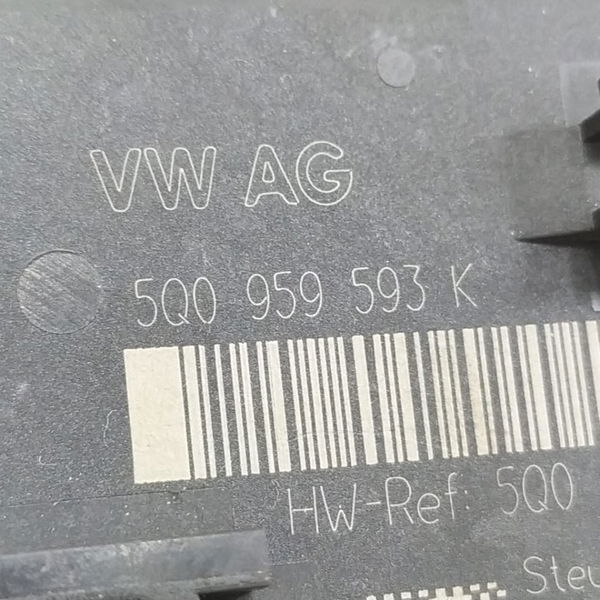 VW AG
5Q0 959 593 K
HW-Ref: 5Q0
Steu